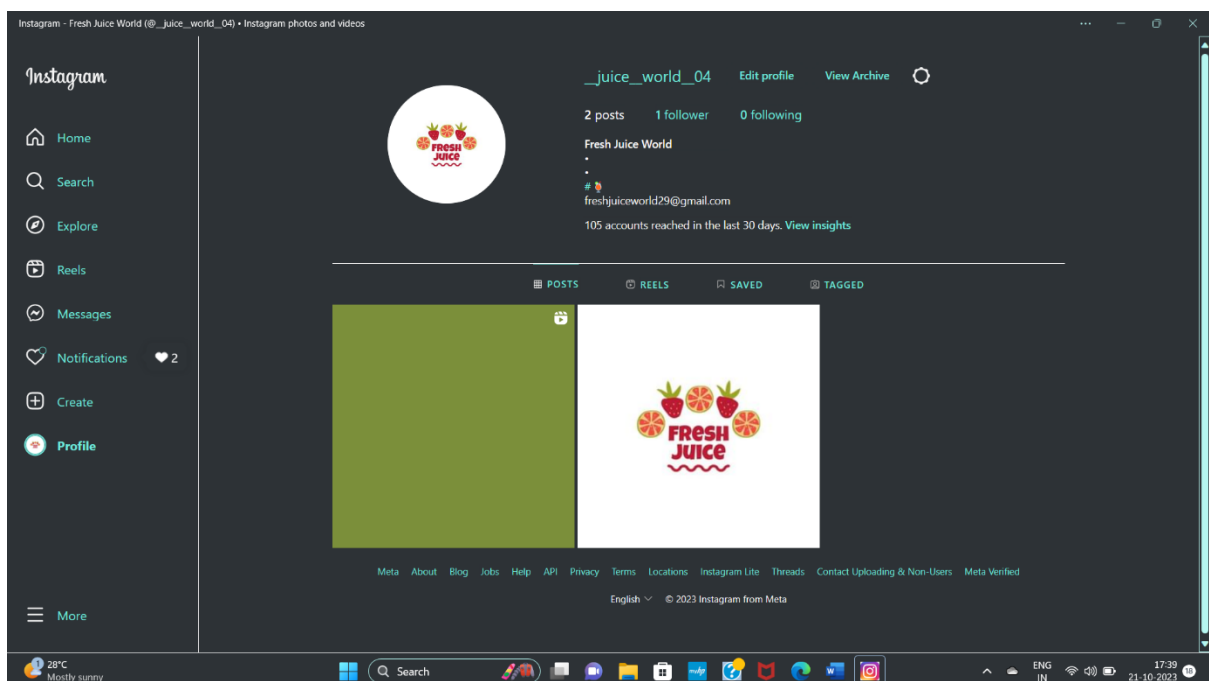 Instagram - Fresh Juice World (@__juice__world__04) • Instagram photos and videos
Instagram
Home
Search
Explore
Reels
Messages
Notifications
2
Create
Profile
More
__juice__world__04 Edit profile View Archive
2 posts 1 follower 0 following
Fresh Juice World
•
•
#
freshjuiceworld29@gmail.com
105 accounts reached in the last 30 days. View insights
FRESH
JUICE
POSTS REELS SAVED TAGGED
FRESH
JUICE
Meta About Blog Jobs Help API Privacy Terms Locations Instagram Lite Threads Contact Uploading & Non-Users Meta Verified
English © 2023 Instagram from Meta
1
28°C
Mostly sunny
Search
ENG
IN
17:39
21-10-2023
18